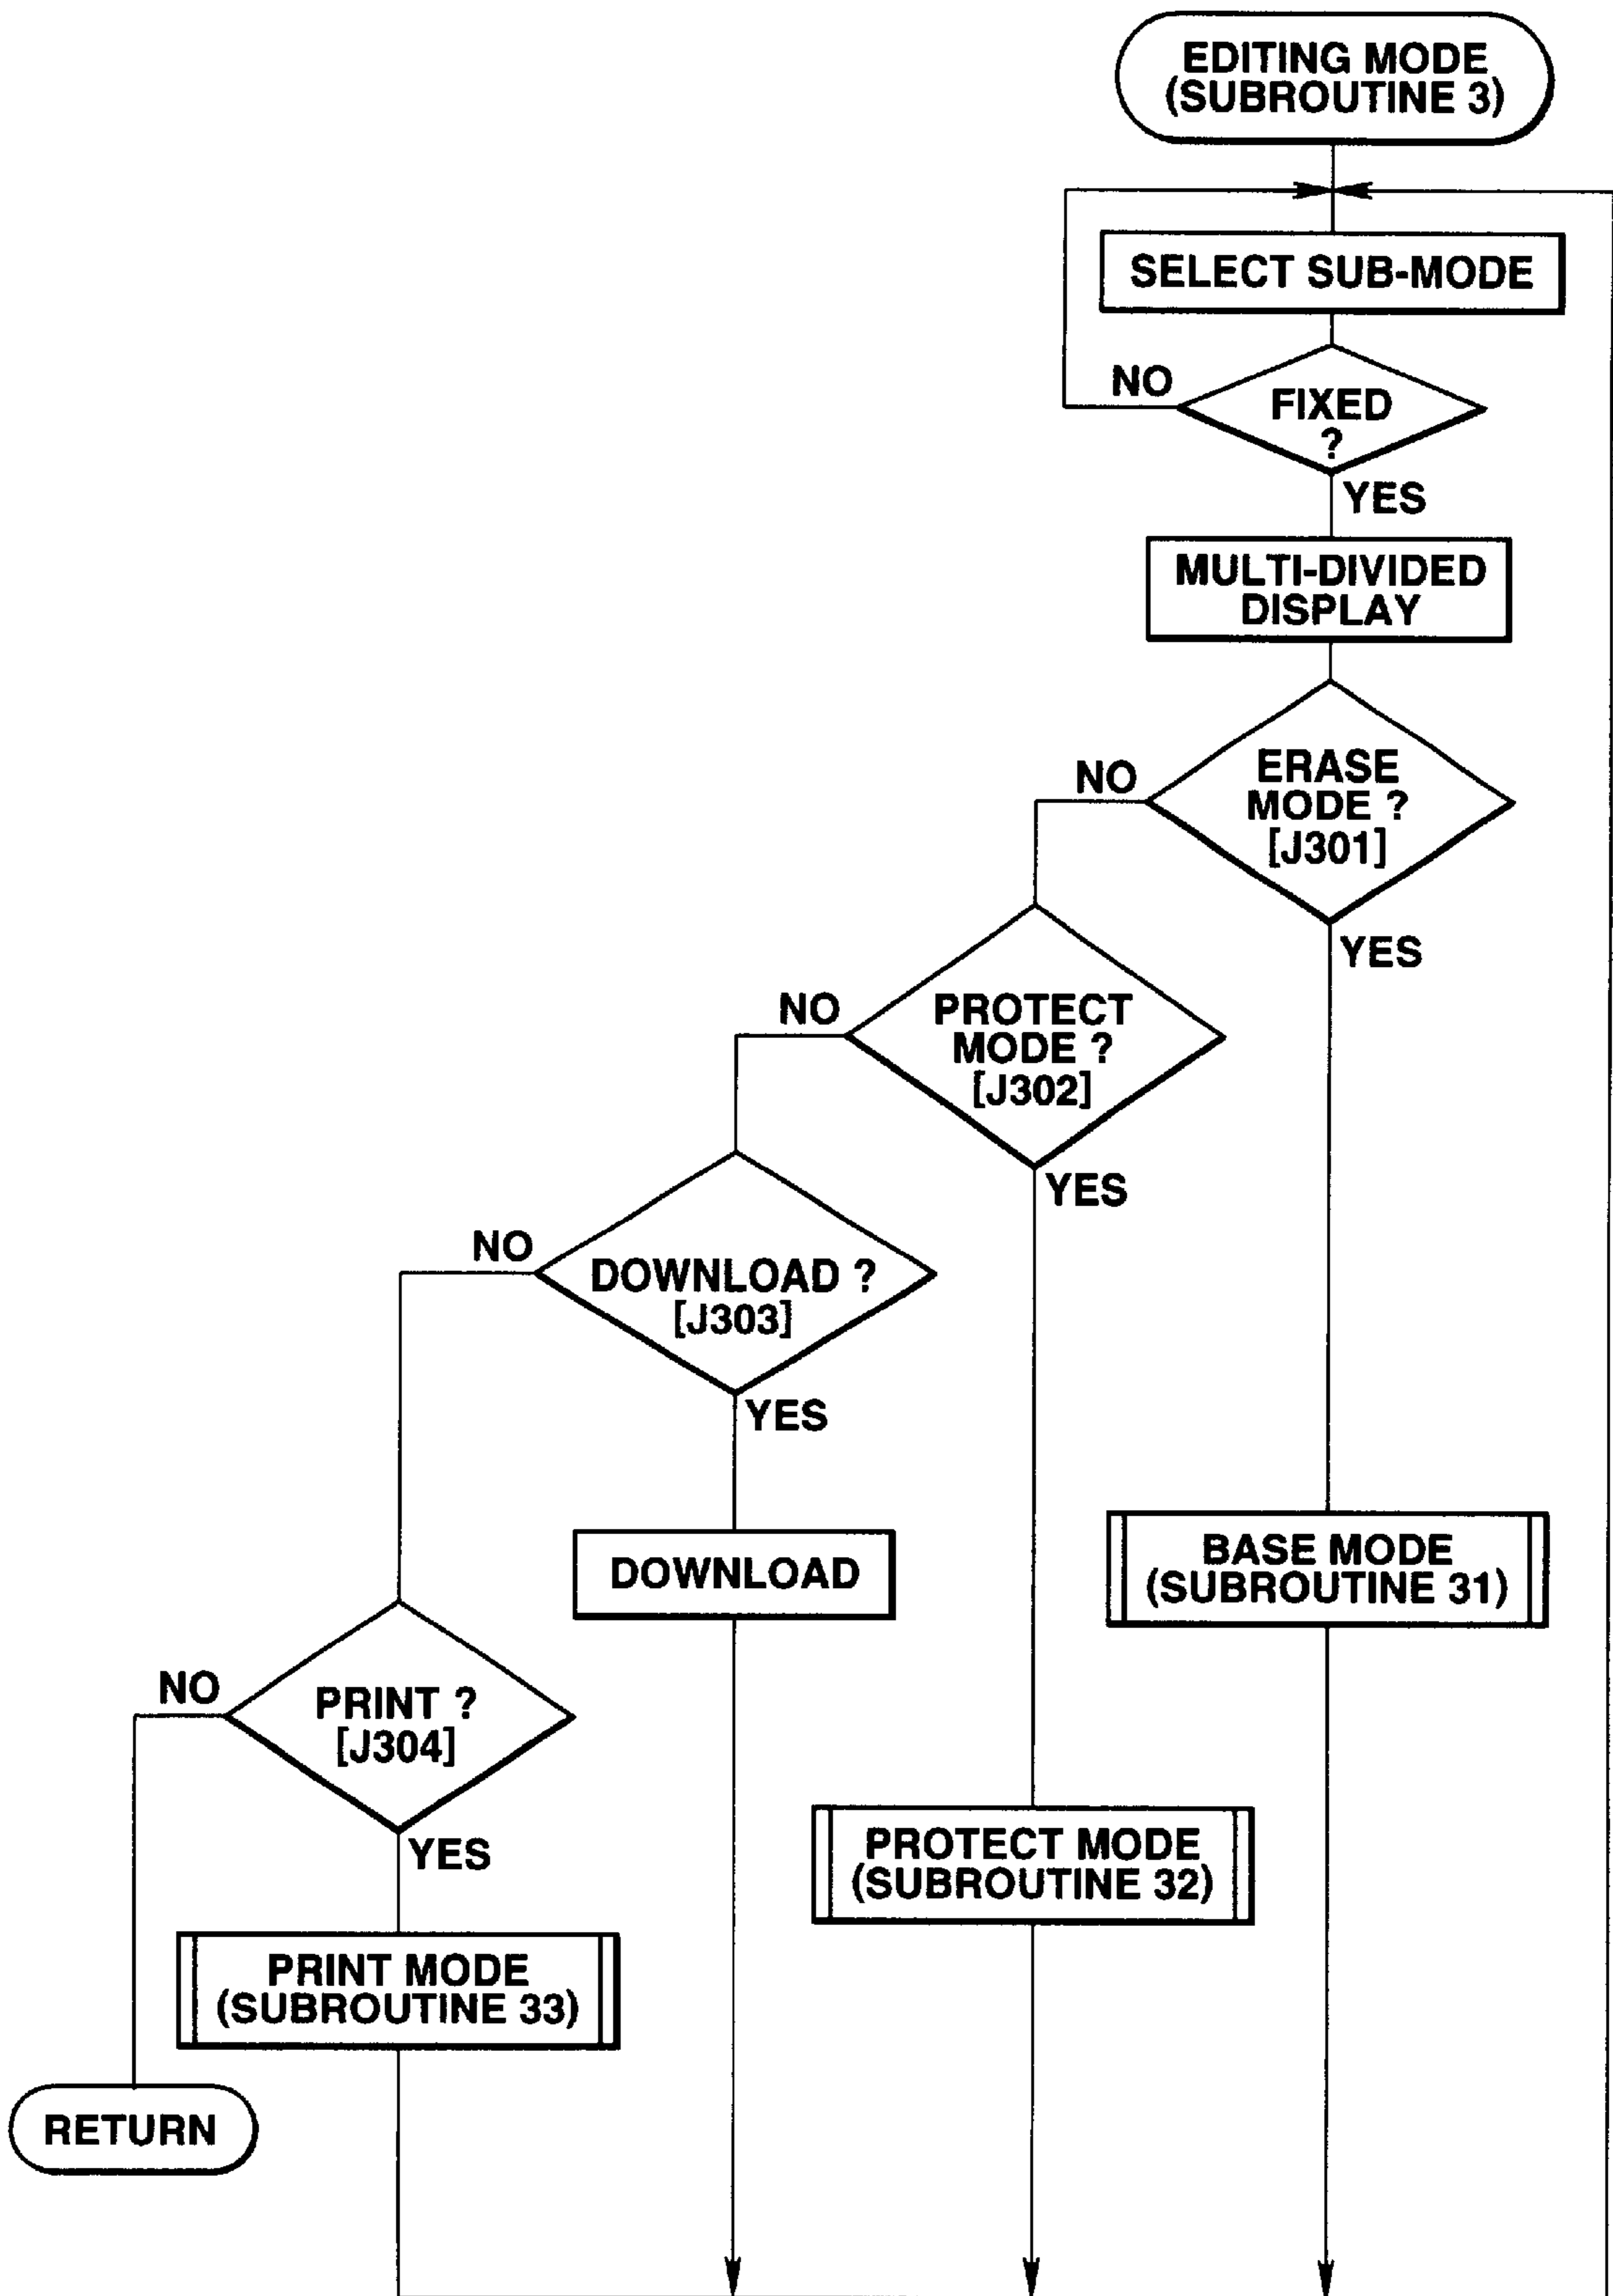 EDITING MODE
(SUBROUTINE 3)
SELECT SUB-MODE
NO
FIXED
?
YES
MULTI-DIVIDED
DISPLAY
NO
ERASE
MODE ?
[J301]
YES
NO
PROTECT
MODE ?
[J302]
YES
NO
DOWNLOAD ?
[J303]
YES
DOWNLOAD
BASE MODE
(SUBROUTINE 31)
NO
PRINT ?
[J304]
YES
PROTECT MODE
(SUBROUTINE 32)
PRINT MODE
(SUBROUTINE 33)
RETURN